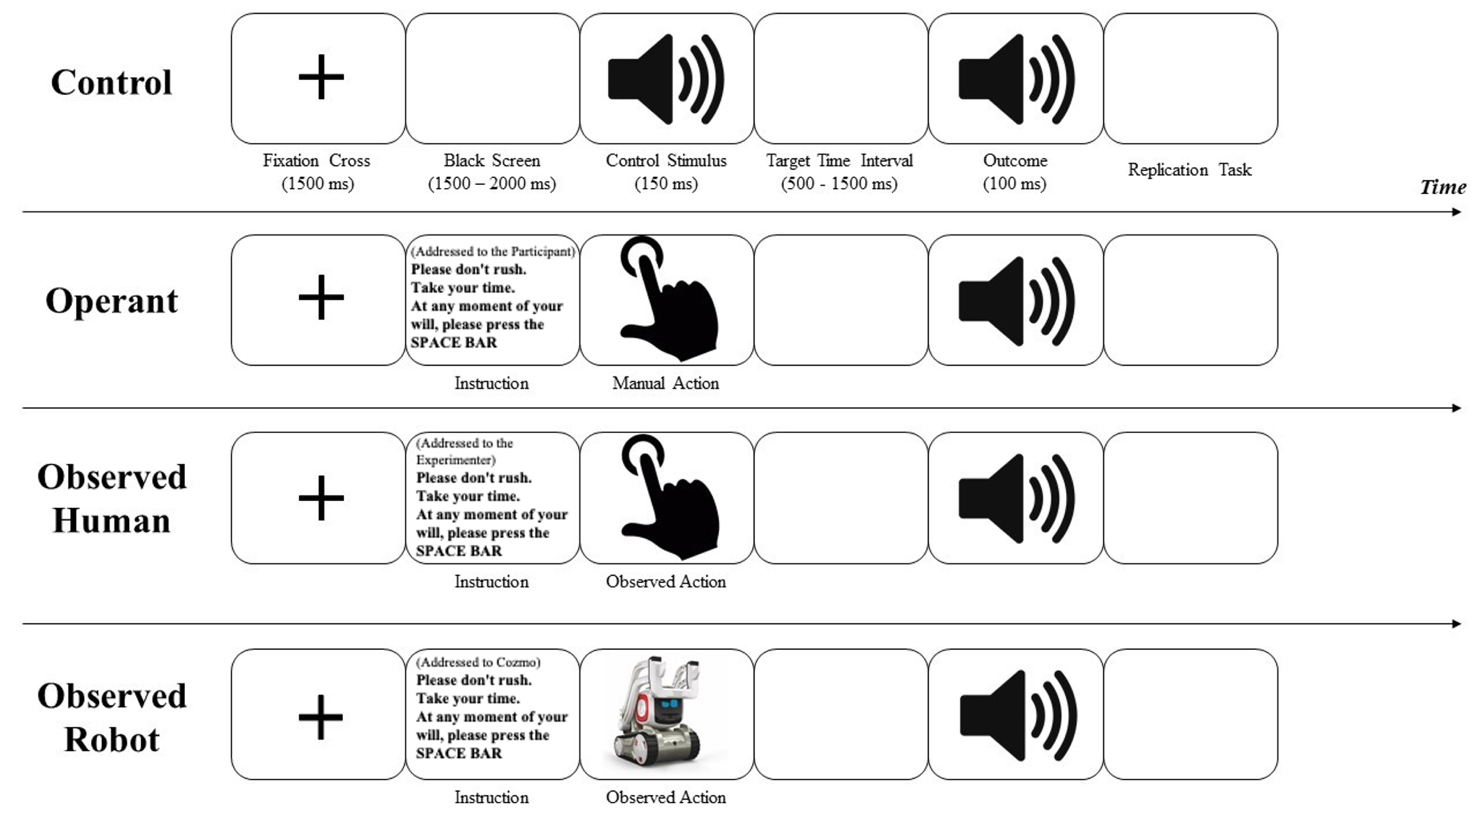 Control
Fixation Cross
(1500 ms)
Black Screen
(1500 – 2000 ms)
Control Stimulus
(150 ms)
Target Time Interval
(500 - 1500 ms)
Outcome
(100 ms)
Replication Task
Time
Operant
(Addressed to the Participant)
Please don't rush.
Take your time.
At any moment of your
will, please press the
SPACE BAR
Instruction
Manual Action
Observed
Human
(Addressed to the
Experimenter)
Please don't rush.
Take your time.
At any moment of your
will, please press the
SPACE BAR
Instruction
Observed Action
Observed
Robot
(Addressed to Cozmo)
Please don't rush.
Take your time.
At any moment of your
will, please press the
SPACE BAR
Instruction
Observed Action